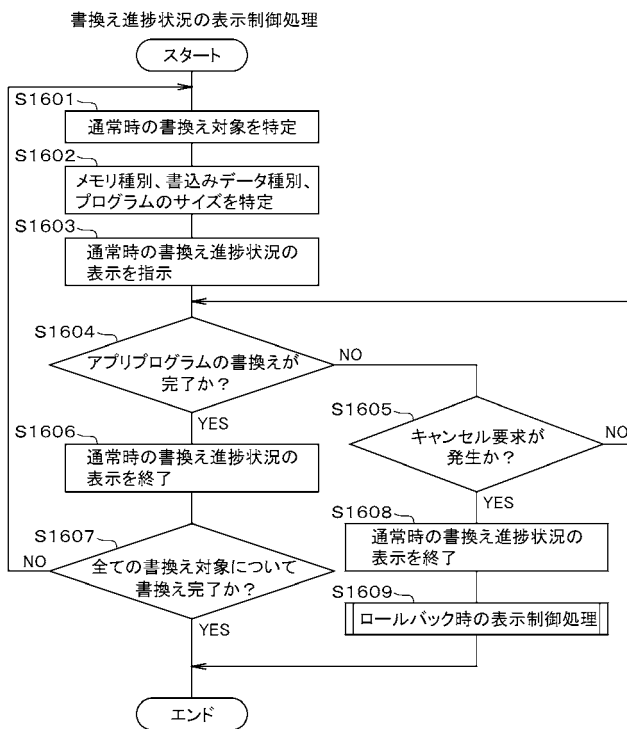 書換え進捗状況の表示制御処理
スタート
S1601
通常時の書換え対象を特定
S1602
メモリ種別、書込みデータ種別、
プログラムのサイズを特定
S1603
通常時の書換え進捗状況の
表示を指示
S1604
アプリプログラムの書換えが
完了か？
NO
YES
S1605
キャンセル要求が
発生か？
NO
YES
S1606
通常時の書換え進捗状況の
表示を終了
S1607
全ての書換え対象について
書換え完了か？
NO
YES
S1608
通常時の書換え進捗状況の
表示を終了
S1609
ロールバック時の表示制御処理
エンド